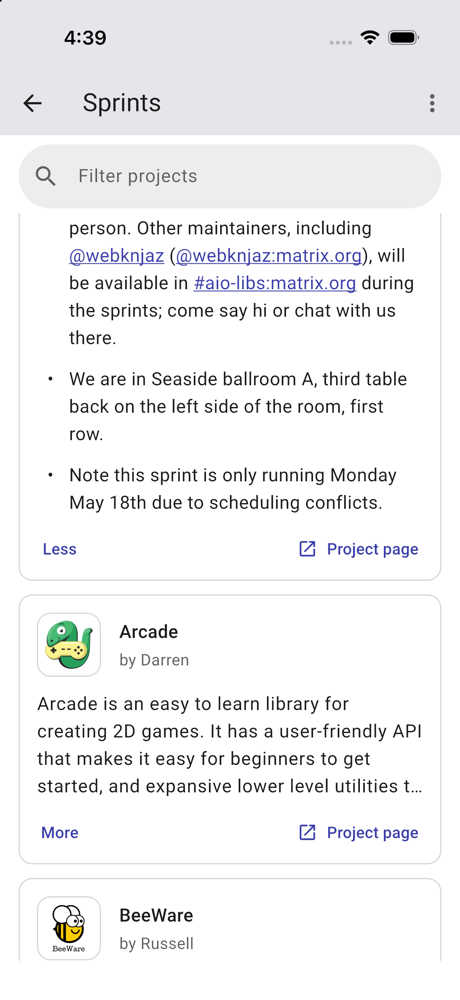 4:39
Sprints
Filter projects
person. Other maintainers, including
@webknjaz (@webknjaz:matrix.org), will
be available in #aio-libs:matrix.org during
the sprints; come say hi or chat with us
there.
• We are in Seaside ballroom A, third table
back on the left side of the room, first
row.
• Note this sprint is only running Monday
May 18th due to scheduling conflicts.
Less
Project page
Arcade
by Darren
Arcade is an easy to learn library for
creating 2D games. It has a user-friendly API
that makes it easy for beginners to get
started, and expansive lower level utilities t…
More
Project page
BeeWare
by Russell
BeeWare